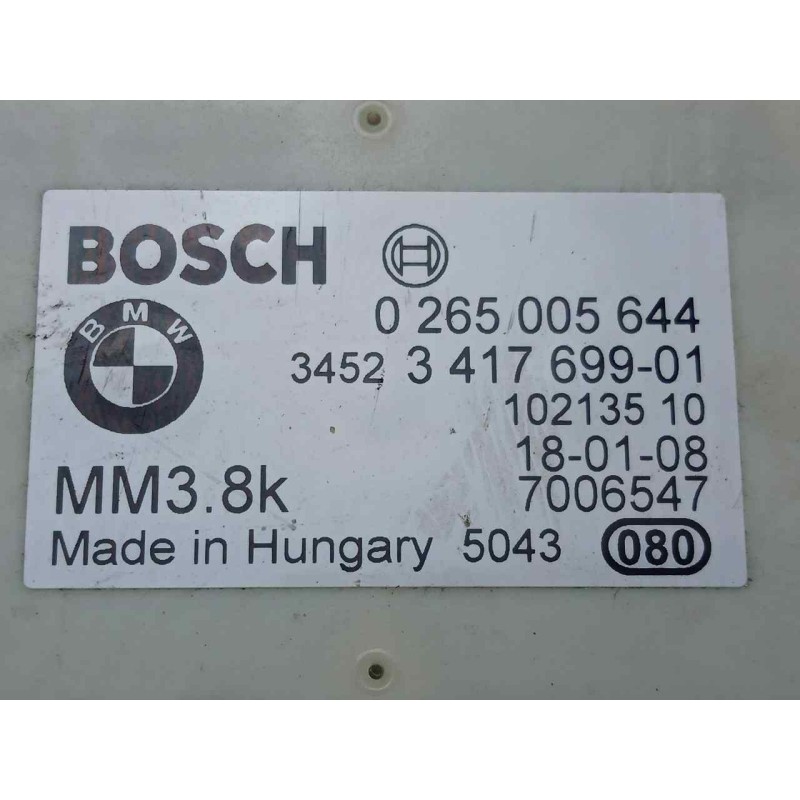 BOSCH
BMW
0 265 005 644
3452 3 417 699-01
102135 10
18-01-08
MM3.8k 7006547
Made in Hungary 5043 080